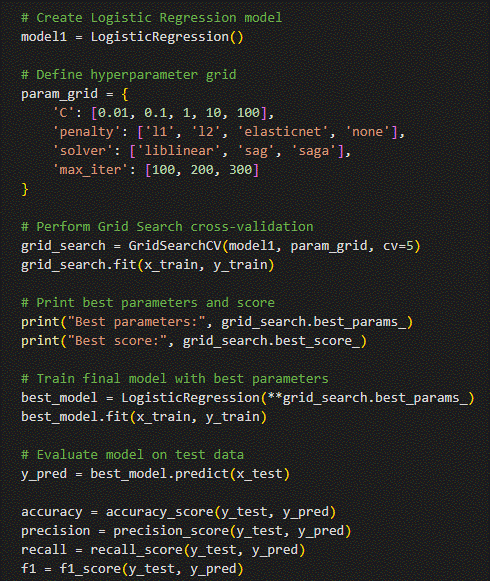 # Create Logistic Regression model
model1 = LogisticRegression()
# Define hyperparameter grid
param_grid = {
    'C': [0.01, 0.1, 1, 10, 100],
    'penalty': ['l1', 'l2', 'elasticnet', 'none'],
    'solver': ['liblinear', 'sag', 'saga'],
    'max_iter': [100, 200, 300]
}
# Perform Grid Search cross-validation
grid_search = GridSearchCV(model1, param_grid, cv=5)
grid_search.fit(x_train, y_train)
# Print best parameters and score
print("Best parameters:", grid_search.best_params_)
print("Best score:", grid_search.best_score_)
# Train final model with best parameters
best_model = LogisticRegression(**grid_search.best_params_)
best_model.fit(x_train, y_train)
# Evaluate model on test data
y_pred = best_model.predict(x_test)
accuracy = accuracy_score(y_test, y_pred)
precision = precision_score(y_test, y_pred)
recall = recall_score(y_test, y_pred)
f1 = f1_score(y_test, y_pred)